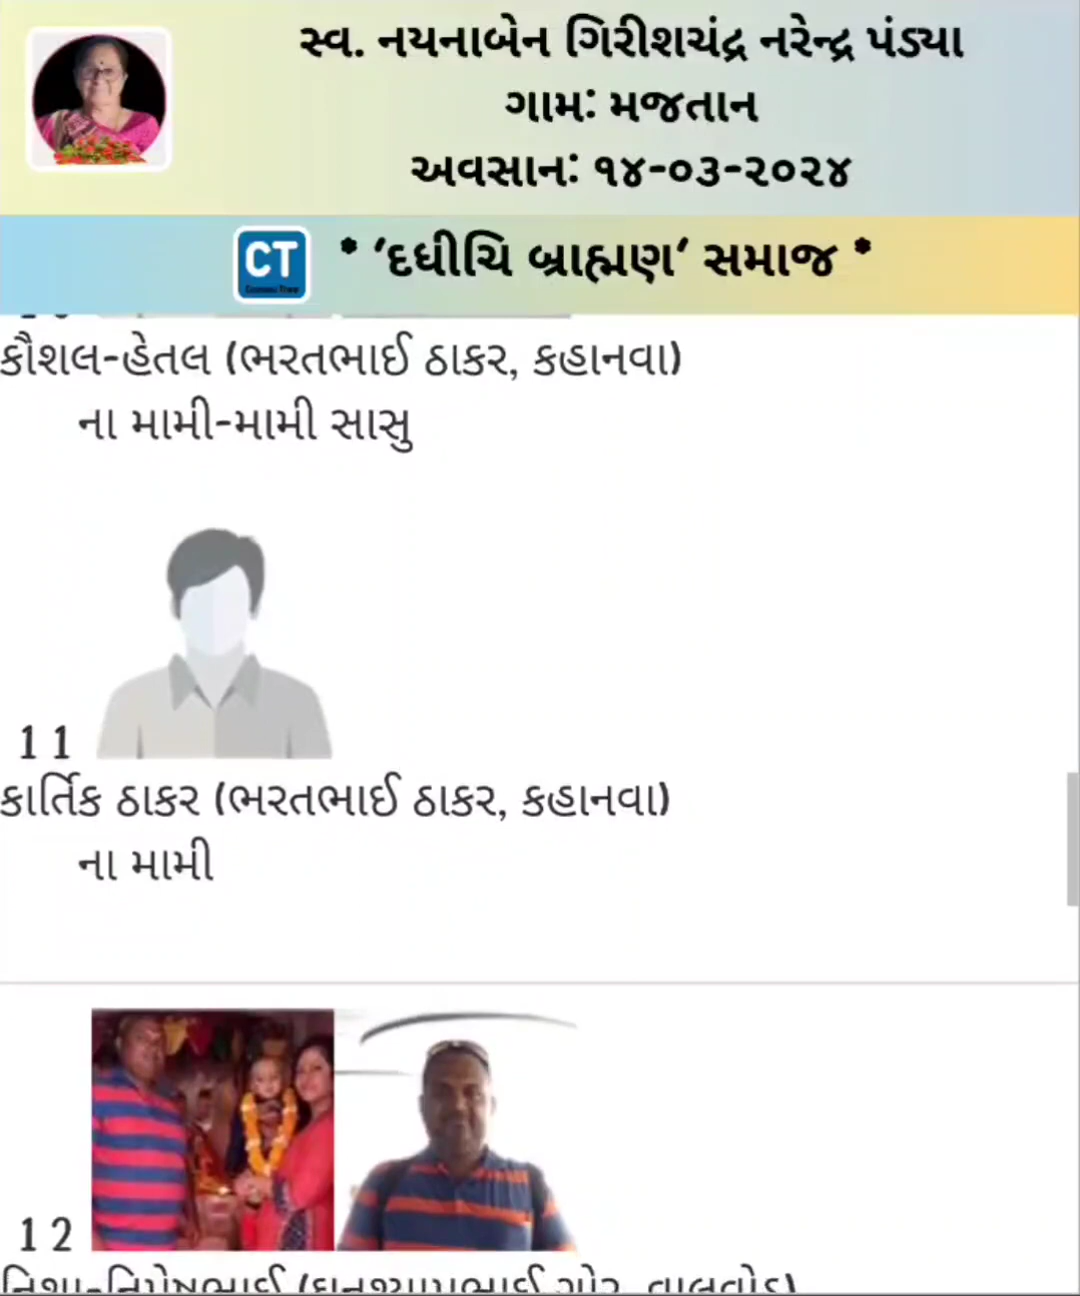 સ્વ. નયનાબેન ગિરીશચંદ્ર નરેન્દ્ર પંડ્યા
ગામઃ મજતાન
અવસાનઃ ૧૪-૦૩-૨૦૨૪
CT
* ‘દધીચિ બ્રાહ્મણ‘ સમાજ *
કૌશલ-હેતલ (ભરતભાઈ ઠાકર, કહાનવા)
ના મામી-મામી સાસુ
11
કાર્તિક ઠાકર (ભરતભાઈ ઠાકર, કહાનવા)
ના મામી
12